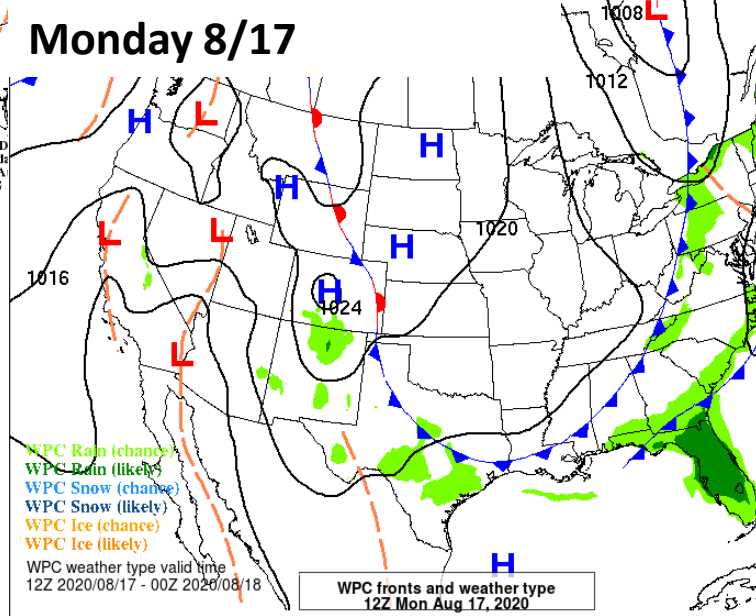 Monday 8/17
1008
L
1012
H
L
H
H
L
L
1020
H
1016
H
1024
L
WPC Rain (chance)
WPC Rain (likely)
WPC Snow (chance)
WPC Snow (likely)
WPC Ice (chance)
WPC Ice (likely)
WPC weather type valid time
12Z 2020/08/17 - 00Z 2020/08/18
H
WPC fronts and weather type
12Z Mon Aug 17, 2020